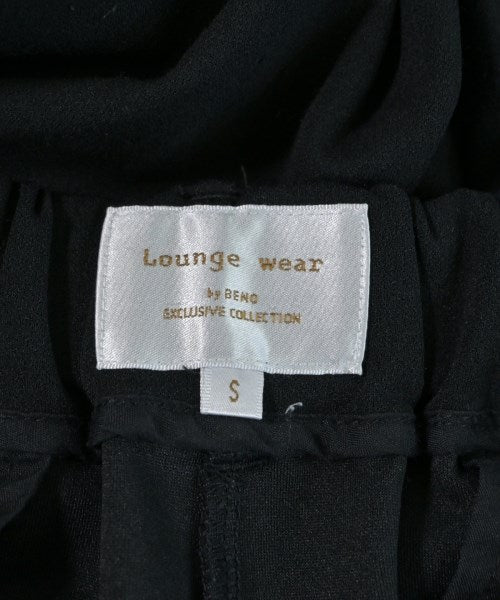 Lounge wear
by BENO
EXCLUSIVE COLLECTION
S